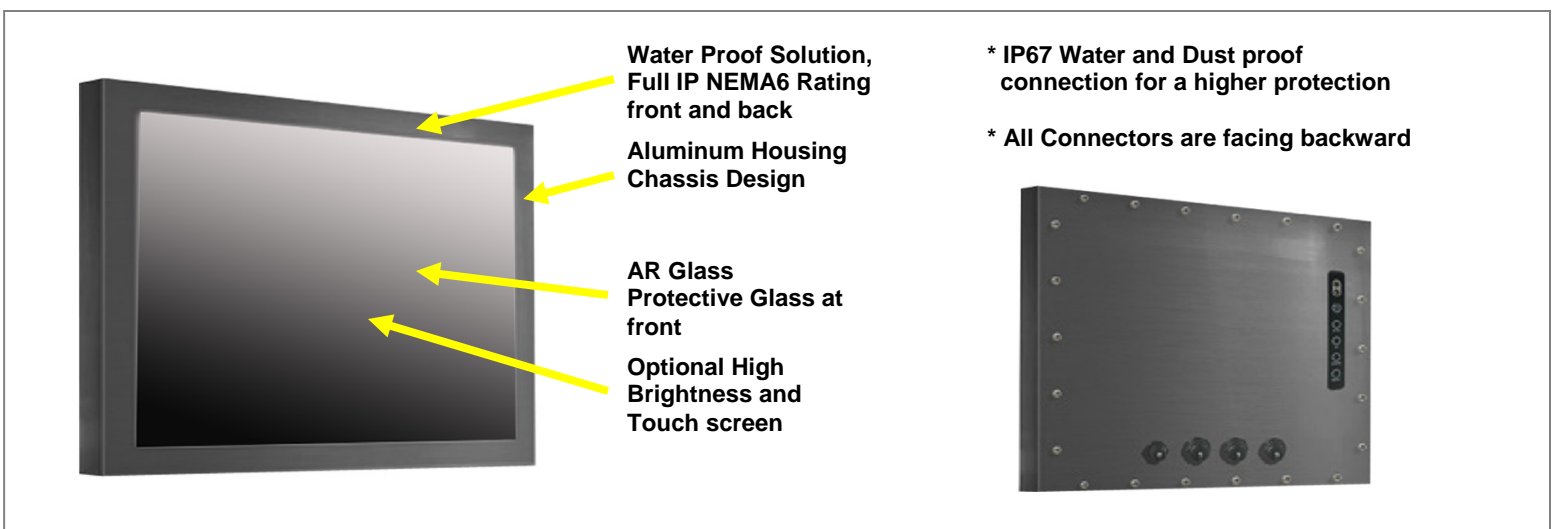 Water Proof Solution,
Full IP NEMA6 Rating
front and back
Aluminum Housing
Chassis Design
AR Glass
Protective Glass at
front
Optional High
Brightness and
Touch screen
* IP67 Water and Dust proof
connection for a higher protection
* All Connectors are facing backward